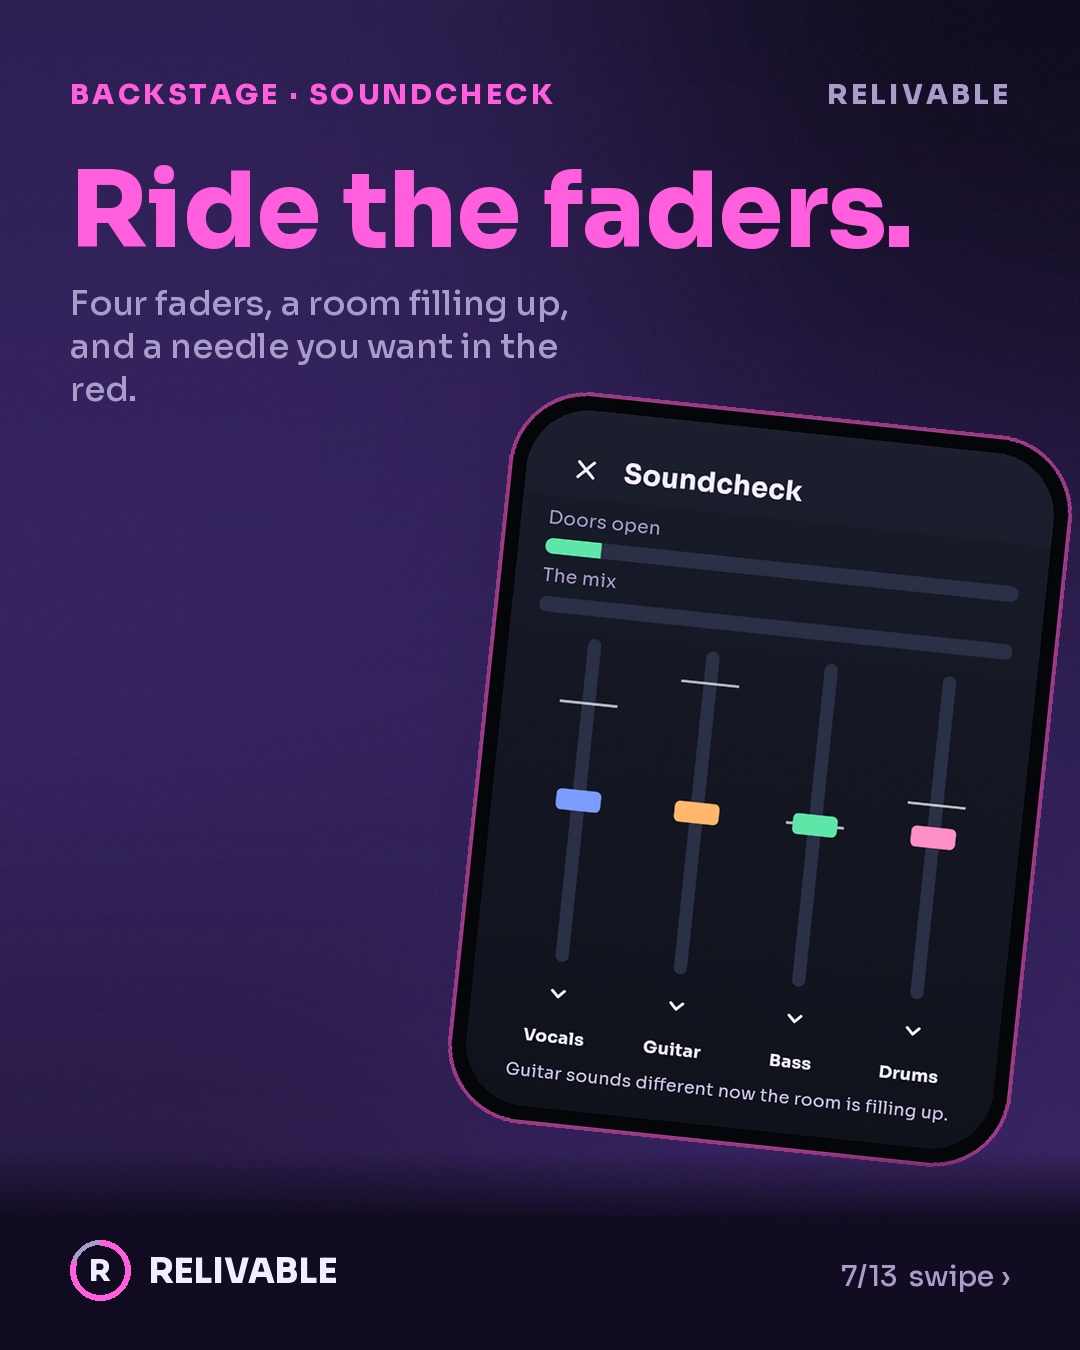 BACKSTAGE · SOUNDCHECK
RELIVABLE
Ride the faders.
Four faders, a room filling up,
and a needle you want in the
red.
Soundcheck
Doors open
The mix
Vocals
Guitar
Bass
Drums
Guitar sounds different now the room is filling up.
R
RELIVABLE
7/13 swipe ›